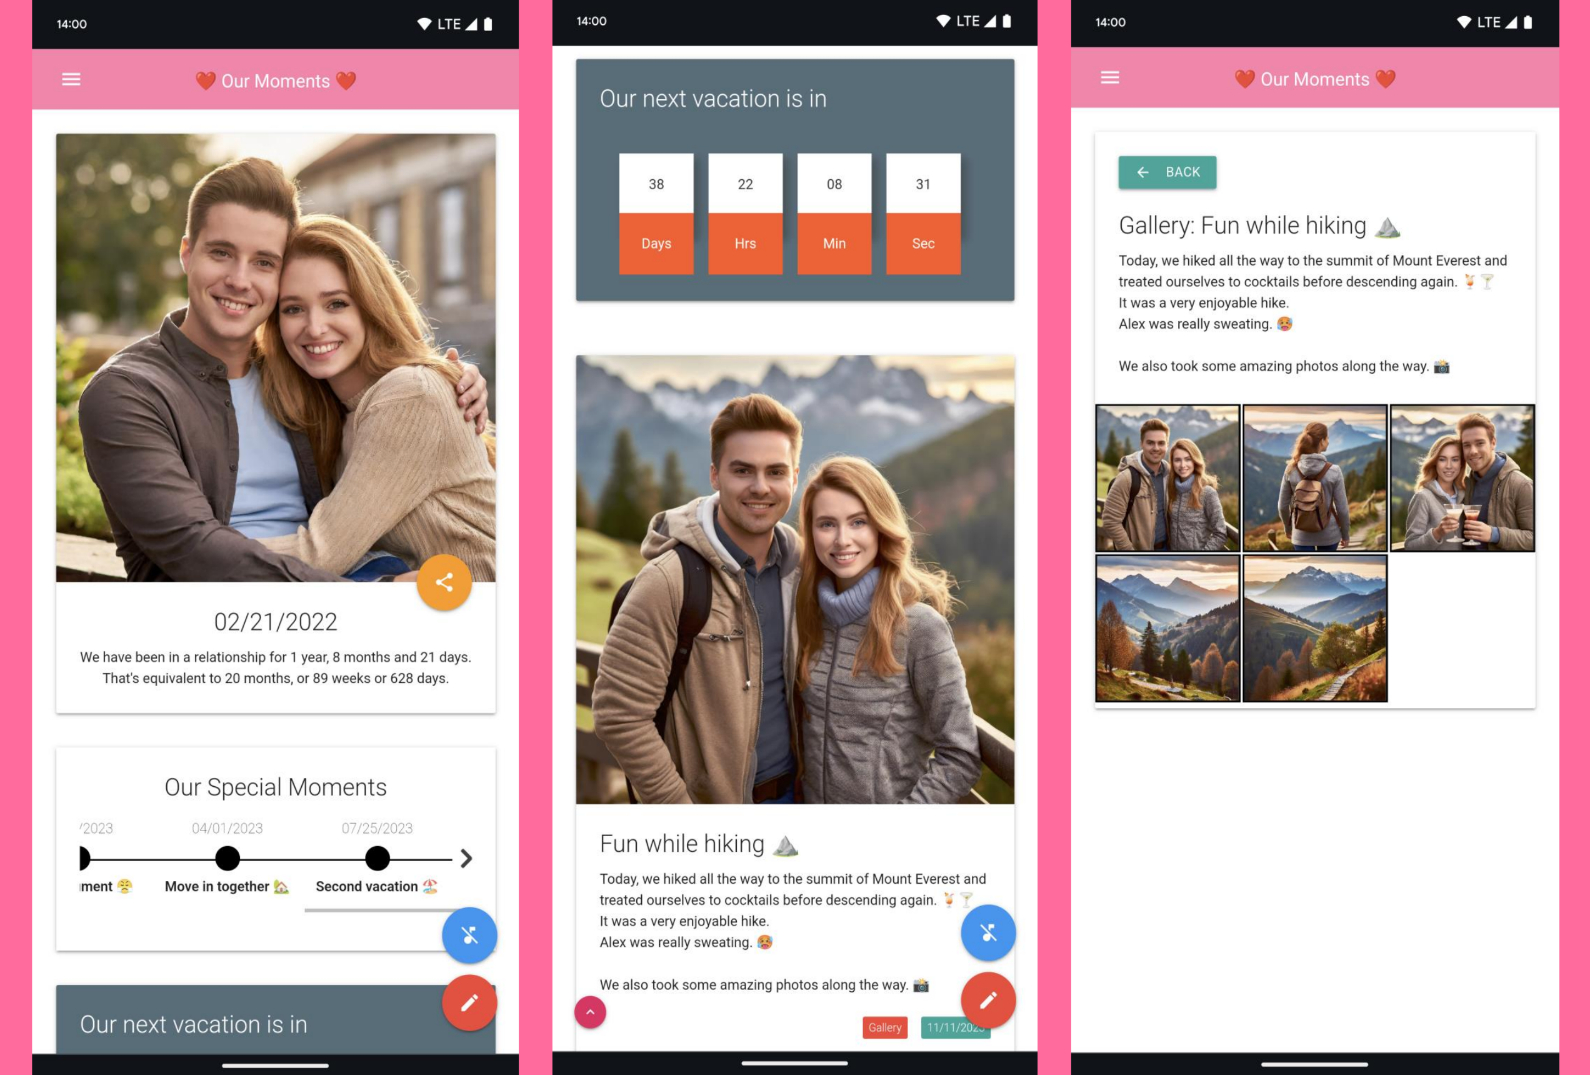 14:00
LTE
❤️ Our Moments ❤️
02/21/2022
We have been in a relationship for 1 year, 8 months and 21 days.
That's equivalent to 20 months, or 89 weeks or 628 days.
Our Special Moments
/2023
04/01/2023
07/25/2023
ment 😤
Move in together 🏡
Second vacation 🏖️
Our next vacation is in
14:00
LTE
Our next vacation is in
38
22
08
31
Days
Hrs
Min
Sec
Fun while hiking ⛰️
Today, we hiked all the way to the summit of Mount Everest and
treated ourselves to cocktails before descending again. 🍹🍸
It was a very enjoyable hike.
Alex was really sweating. 🥵
We also took some amazing photos along the way. 📸
Gallery
11/11/202
14:00
LTE
❤️ Our Moments ❤️
BACK
Gallery: Fun while hiking ⛰️
Today, we hiked all the way to the summit of Mount Everest and
treated ourselves to cocktails before descending again. 🍹🍸
It was a very enjoyable hike.
Alex was really sweating. 🥵
We also took some amazing photos along the way. 📸